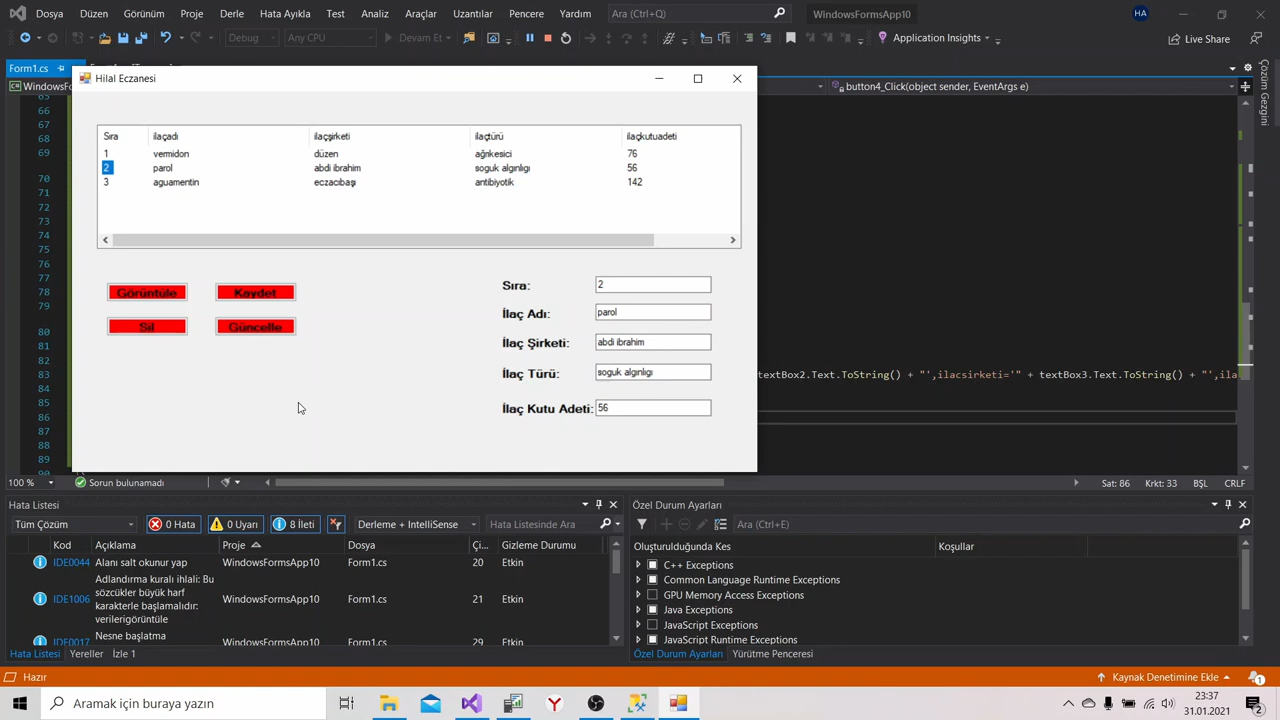 Dosya Düzen Görünüm Git Proje Derle Hata Ayıkla Test Analiz Araçlar Uzantılar Pencere Yardım Ara (Ctrl+Q) WindowsFormsApp10 HA
Debug Any CPU Devam Et Application Insights Live Share
Form1.cs
WindowsFo button4_Click(object sender, EventArgs e)
Hilal Eczanesi
Çözüm Gezgini
Sıra ilaçadı ilaçşirketi ilaçtürü ilaçkutuadeti
1 vermidon düzen ağrıkesici 76
2 parol abdi ibrahim soguk algınlıgı 56
3 aguamentin eczacıbaşı antibiyotik 142
65
66
67
68
69
70
71
72
73
74
75
76
77
78
79
80
81
82
83
84
85
86
87
88
89
90
Görüntüle Kaydet
Sil Güncelle
Sıra: 2
İlaç Adı: parol
İlaç Şirketi: abdi ibrahim
İlaç Türü: soguk algınlıgı
İlaç Kutu Adeti: 56
textBox2.Text.ToString() + "',ilacsirketi='" + textBox3.Text.ToString() + "',ila
100 % Sorun bulunamadı Sat: 86 Krkt: 33 BŞL CRLF
Hata Listesi
Tüm Çözüm 0 Hata 0 Uyarı 8 İleti Derleme + IntelliSense Hata Listesinde Ara
Kod Açıklama Proje Dosya Çi... Gizleme Durumu
IDE0044 Alanı salt okunur yap WindowsFormsApp10 Form1.cs 20 Etkin
Adlandırma kuralı ihlali: Bu
IDE1006 sözcükler büyük harf WindowsFormsApp10 Form1.cs 21 Etkin
karakterle başlamalıdır:
verilerigörüntüle
Nesne başlatma
IDE0017 WindowsFormsApp10 Form1.cs 29 Etkin
Hata Listesi Yereller İzle 1
Özel Durum Ayarları
Ara (Ctrl+E)
Oluşturulduğunda Kes Koşullar
C++ Exceptions
Common Language Runtime Exceptions
GPU Memory Access Exceptions
Java Exceptions
JavaScript Exceptions
JavaScript Runtime Exceptions
Özel Durum Ayarları Yürütme Penceresi
Hazır Kaynak Denetimine Ekle 1
Aramak için buraya yazın
23:37
31.01.2021
2